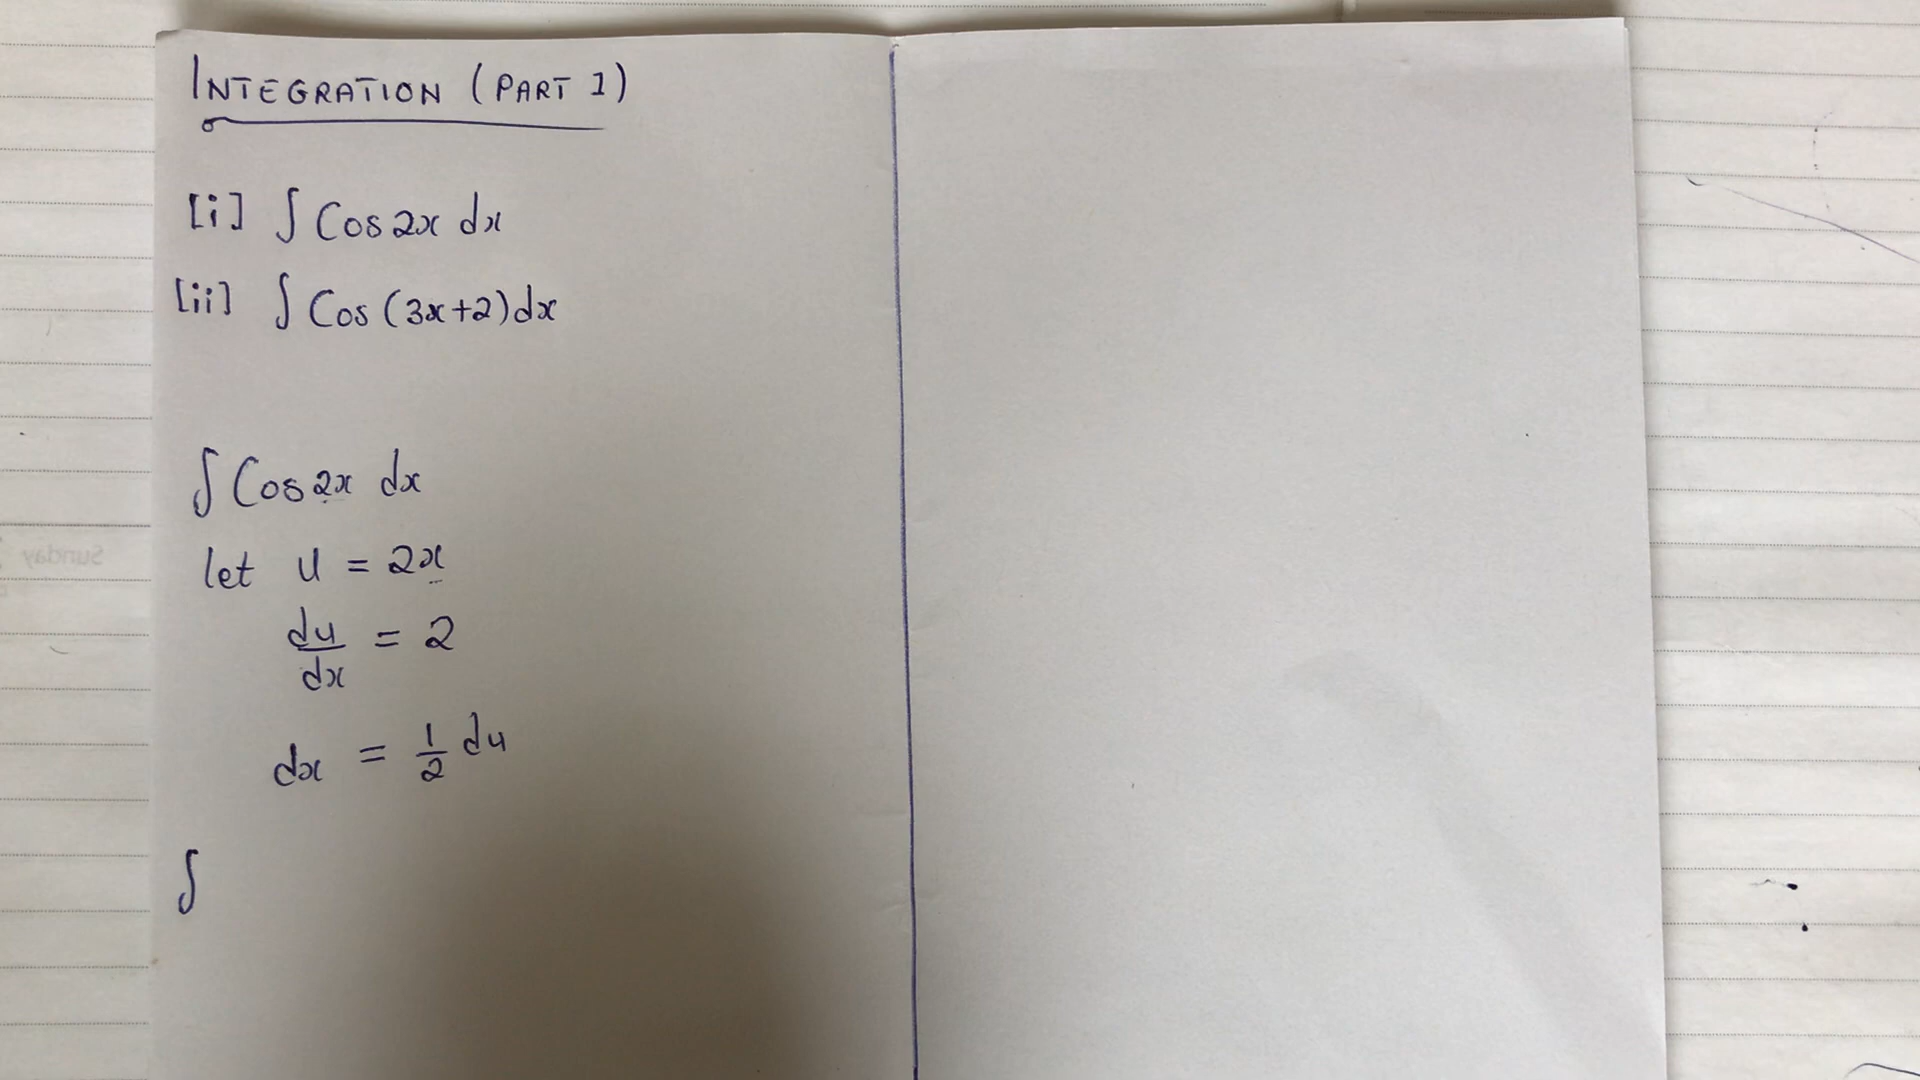 INTEGRATION (PART 1)
[i] ∫ Cos 2x dx
[ii] ∫ Cos (3x+2) dx
∫ Cos 2x dx
let u = 2x
du/dx = 2
dx = 1/2 du
∫
Sunday